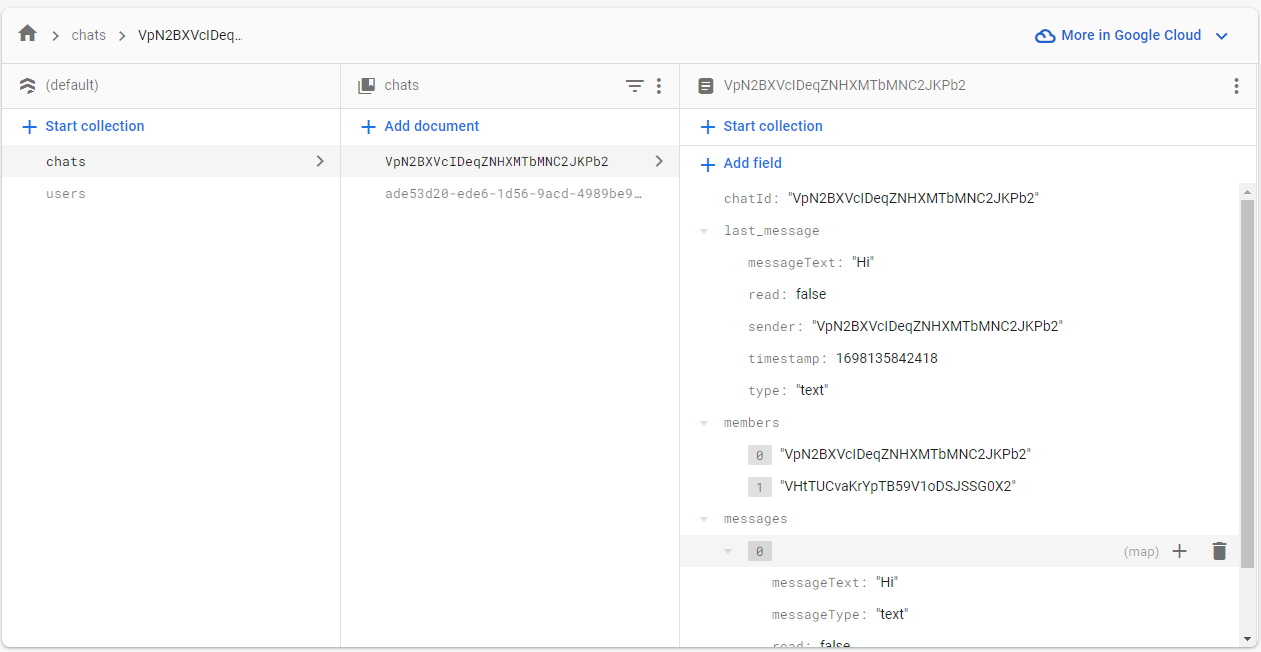 chats VpN2BXVcIDeq… More in Google Cloud
(default) chats VpN2BXVcIDeqZNHXMTbMNC2JKPb2
Start collection Add document Start collection
chats VpN2BXVcIDeqZNHXMTbMNC2JKPb2 Add field
users ade53d20-ede6-1d56-9acd-4989be9…
chatId: "VpN2BXVcIDeqZNHXMTbMNC2JKPb2"
last_message
messageText: "Hi"
read: false
sender: "VpN2BXVcIDeqZNHXMTbMNC2JKPb2"
timestamp: 1698135842418
type: "text"
members
0 "VpN2BXVcIDeqZNHXMTbMNC2JKPb2"
1 "VHtTUCvaKrYpTB59V1oDSJSSG0X2"
messages
0 (map)
messageText: "Hi"
messageType: "text"
read: false